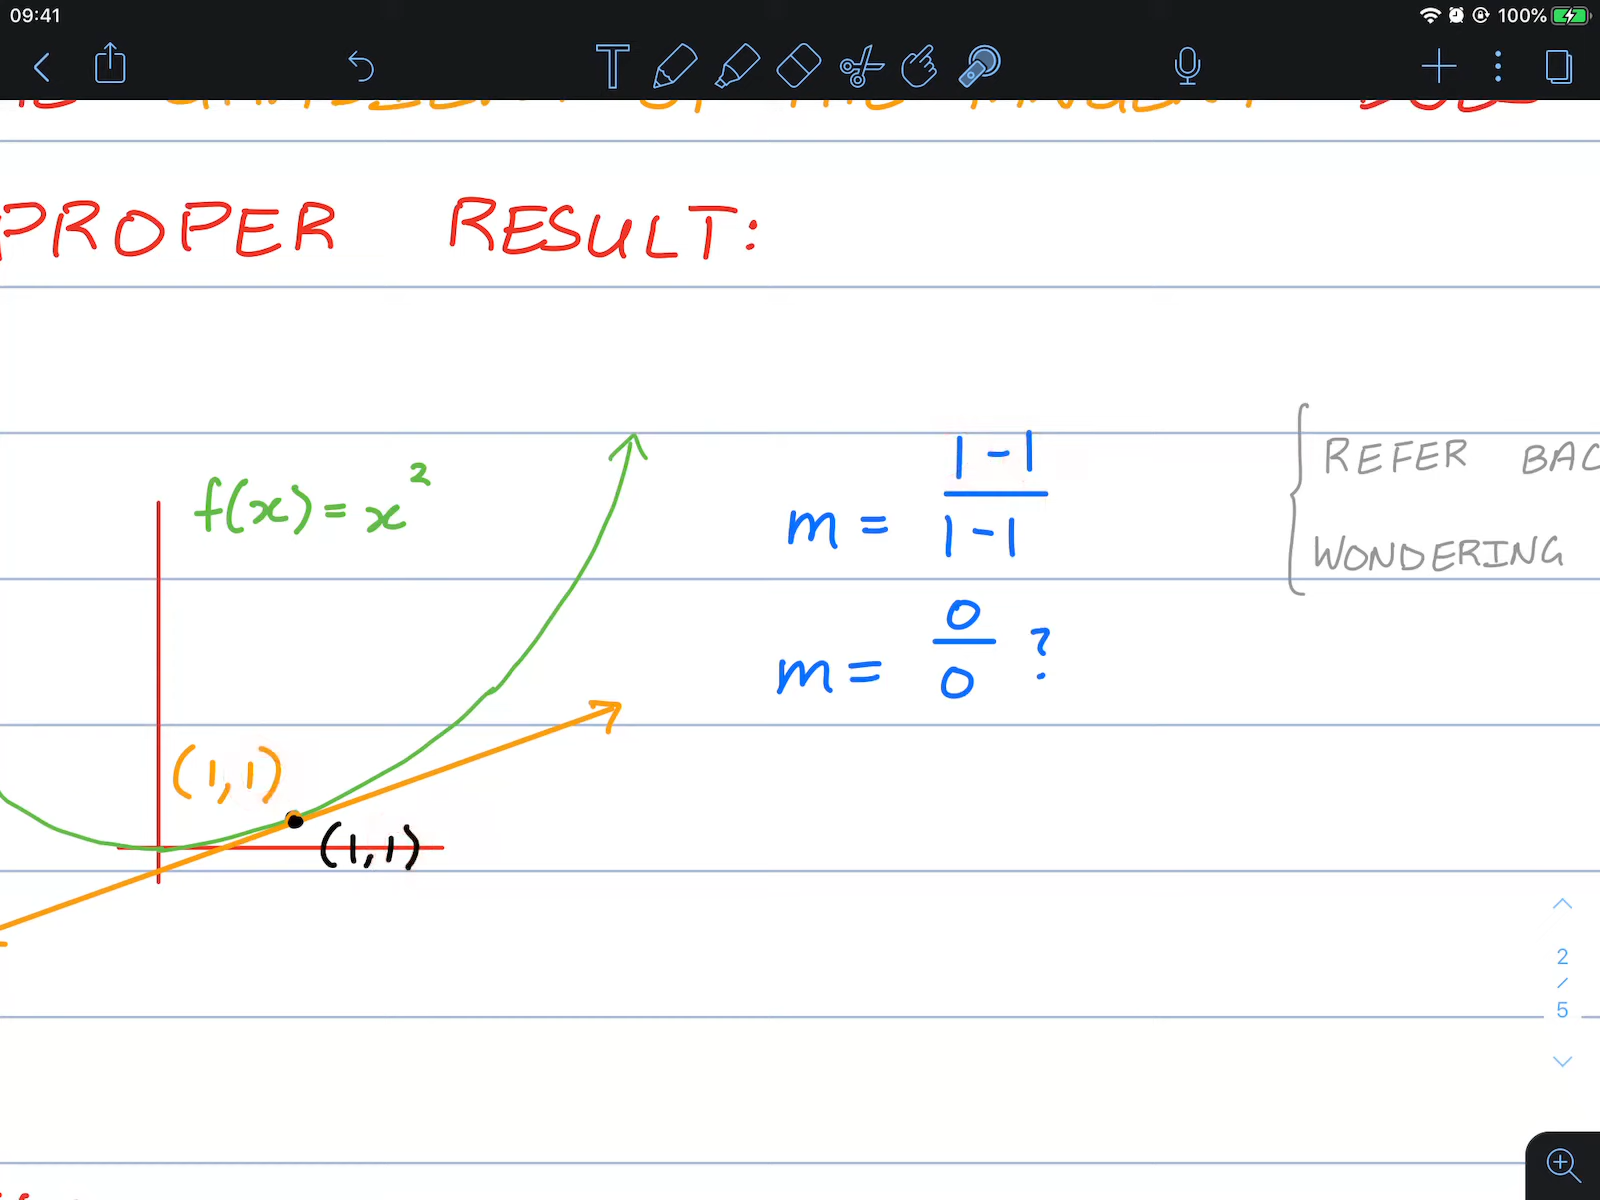 09:41 100%
T
PROPER RESULT:
f(x) = x²
m = 1-1/1-1
REFER BAC
WONDERING
m = 0/0 ?
(1,1)
(1,1)
2/5